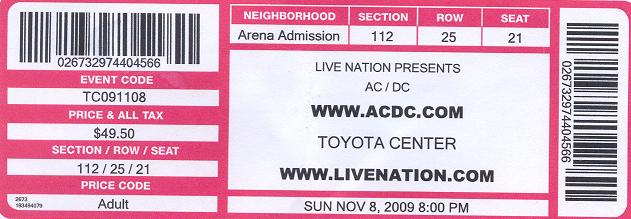 026732974404566
EVENT CODE
TC091108
PRICE & ALL TAX
$49.50
SECTION / ROW / SEAT
112 / 25 / 21
PRICE CODE
2673
193494079
Adult
NEIGHBORHOOD SECTION ROW SEAT
Arena Admission 112 25 21
LIVE NATION PRESENTS
AC / DC
WWW.ACDC.COM
TOYOTA CENTER
WWW.LIVENATION.COM
SUN NOV 8, 2009 8:00 PM
026732974404566